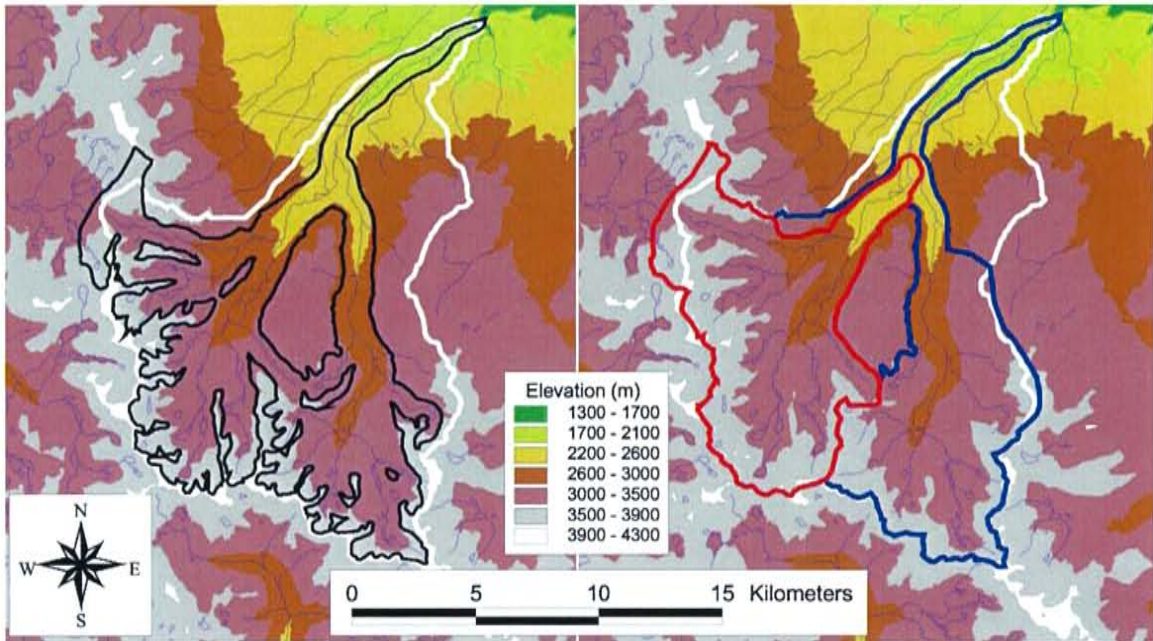 Elevation (m)
1300 - 1700
1700 - 2100
2200 - 2600
2600 - 3000
3000 - 3500
3500 - 3900
3900 - 4300
N
W E
S
0 5 10 15 Kilometers